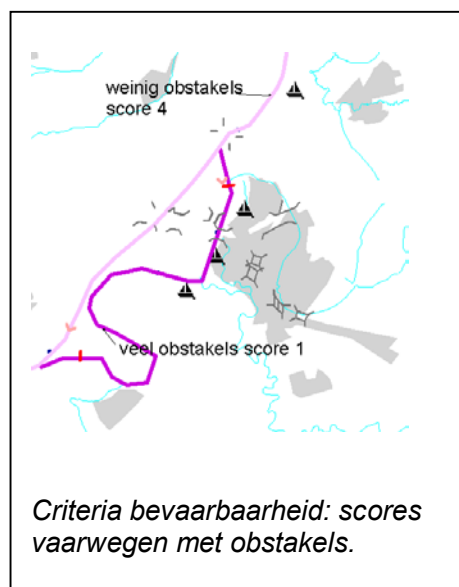 weinig obstakels
score 4
veel obstakels score 1
Criteria bevaarbaarheid: scores
vaarwegen met obstakels.